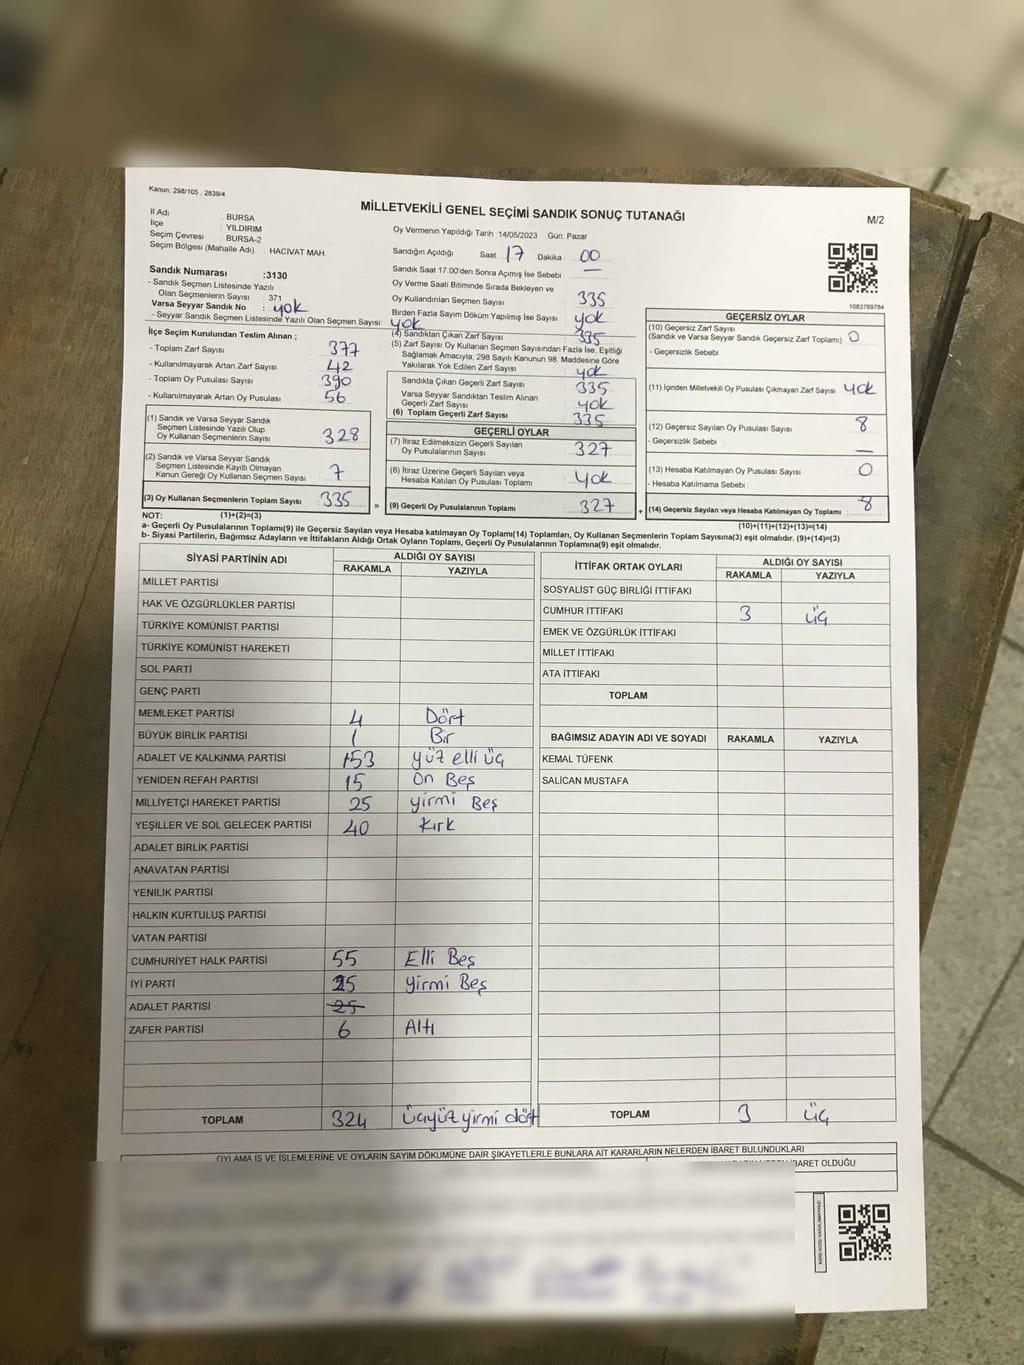 Kanun, 298/105 , 2839/4
MİLLETVEKİLİ GENEL SEÇİMİ SANDIK SONUÇ TUTANAĞI
M/2
İl Adı : BURSA
İlçe : YILDIRIM
Seçim Çevresi : BURSA-2
Seçim Bölgesi (Mahalle Adı) : HACİVAT MAH.
Sandık Numarası :3130
- Sandık Seçmen Listesinde Yazılı
Olan Seçmenlerin Sayısı : 371
Varsa Seyyar Sandık No : yok
- Seyyar Sandık Seçmen Listesinde Yazılı Olan Seçmen Sayısı : yok
İlçe Seçim Kurulundan Teslim Alınan ;
- Toplam Zarf Sayısı : 377
- Kullanılmayarak Artan Zarf Sayısı : 42
- Toplam Oy Pusulası Sayısı : 390
- Kullanılmayarak Artan Oy Pusulası : 56
(1) Sandık ve Varsa Seyyar Sandık
Seçmen Listesinde Yazılı Olup
Oy Kullanan Seçmenlerin Sayısı : 328
(2) Sandık ve Varsa Seyyar Sandık
Seçmen Listesinde Kayıtlı Olmayan
Kanun Gereği Oy Kullanan Seçmen Sayısı : 7
(3) Oy Kullanan Seçmenlerin Toplam Sayısı : 335
Oy Vermenin Yapıldığı Tarih :14/05/2023 Gün: Pazar
Sandığın Açıldığı Saat 17 Dakika : 00
Sandık Saat 17:00'den Sonra Açımış İse Sebebi : —
Oy Verme Saati Bitiminde Sırada Bekleyen ve
Oy Kullandırılan Seçmen Sayısı : 335
Birden Fazla Sayım Döküm Yapılmış İse Sayısı : yok
(4) Sandıktan Çıkan Zarf Sayısı : 335
(5) Zarf Sayısı Oy Kullanan Seçmen Sayısından Fazla İse, Eşitliği
Sağlamak Amacıyla, 298 Sayılı Kanunun 98. Maddesine Göre
Yakılarak Yok Edilen Zarf Sayısı : yok
Sandıkta Çıkan Geçerli Zarf Sayısı : 335
Varsa Seyyar Sandıktan Teslim Alınan
Geçerli Zarf Sayısı : yok
(6) Toplam Geçerli Zarf Sayısı : 335
GEÇERLİ OYLAR
(7) İtiraz Edilmeksizin Geçerli Sayılan
Oy Pusulalarının Sayısı : 327
(8) İtiraz Üzerine Geçerli Sayılan veya
Hesaba Katılan Oy Pusulası Toplamı : yok
= (9) Geçerli Oy Pusulalarının Toplamı : 327
1083789784
GEÇERSİZ OYLAR
(10) Geçersiz Zarf Sayısı
(Sandık ve Varsa Seyyar Sandık Geçersiz Zarf Toplamı) : 0
- Geçersizlik Sebebi
(11) İçinden Milletvekili Oy Pusulası Çıkmayan Zarf Sayısı : yok
(12) Geçersiz Sayılan Oy Pusulası Sayısı : 8
- Geçersizlik Sebebi : —
(13) Hesaba Katılmayan Oy Pusulası Sayısı : 0
- Hesaba Katılmama Sebebi :
+ (14) Geçersiz Sayılan veya Hesaba Katılmayan Oy Toplamı : 8
NOT: (1)+(2)=(3) (10)+(11)+(12)+(13)=(14)
a- Geçerli Oy Pusulalarının Toplamı(9) ile Geçersiz Sayılan veya Hesaba katılmayan Oy Toplamı(14) Toplamları, Oy Kullanan Seçmenlerin Toplam Sayısına(3) eşit olmalıdır. (9)+(14)=(3)
b- Siyasi Partilerin, Bağımsız Adayların ve İttifakların Aldığı Ortak Oyların Toplamı, Geçerli Oy Pusulalarının Toplamına(9) eşit olmalıdır.
SİYASİ PARTİNİN ADI ALDIĞI OY SAYISI
RAKAMLA YAZIYLA
MİLLET PARTİSİ
HAK VE ÖZGÜRLÜKLER PARTİSİ
TÜRKİYE KOMÜNİST PARTİSİ
TÜRKİYE KOMÜNİST HAREKETİ
SOL PARTİ
GENÇ PARTİ
MEMLEKET PARTİSİ 4 Dört
BÜYÜK BİRLİK PARTİSİ 1 Bir
ADALET VE KALKINMA PARTİSİ 153 yüz elli üç
YENİDEN REFAH PARTİSİ 15 On Beş
MİLLİYETÇİ HAREKET PARTİSİ 25 yirmi Beş
YEŞİLLER VE SOL GELECEK PARTİSİ 40 Kırk
ADALET BİRLİK PARTİSİ
ANAVATAN PARTİSİ
YENİLİK PARTİSİ
HALKIN KURTULUŞ PARTİSİ
VATAN PARTİSİ
CUMHURİYET HALK PARTİSİ 55 Elli Beş
İYİ PARTİ 25 yirmi Beş
ADALET PARTİSİ 25
ZAFER PARTİSİ 6 Altı
TOPLAM 324 üçyüz yirmi dört
İTTİFAK ORTAK OYLARI ALDIĞI OY SAYISI
RAKAMLA YAZIYLA
SOSYALİST GÜÇ BİRLİĞİ İTTİFAKI
CUMHUR İTTİFAKI 3 üç
EMEK VE ÖZGÜRLÜK İTTİFAKI
MİLLET İTTİFAKI
ATA İTTİFAKI
TOPLAM
BAĞIMSIZ ADAYIN ADI VE SOYADI RAKAMLA YAZIYLA
KEMAL TÜFENK
SALİCAN MUSTAFA
TOPLAM 3 üç
OYLAMA İŞ VE İŞLEMLERİNE VE OYLARIN SAYIM DÖKÜMÜNE DAİR ŞİKAYETLERLE BUNLARA AİT KARARLARIN NELERDEN İBARET BULUNDUKLARI
İBARET OLDUĞU